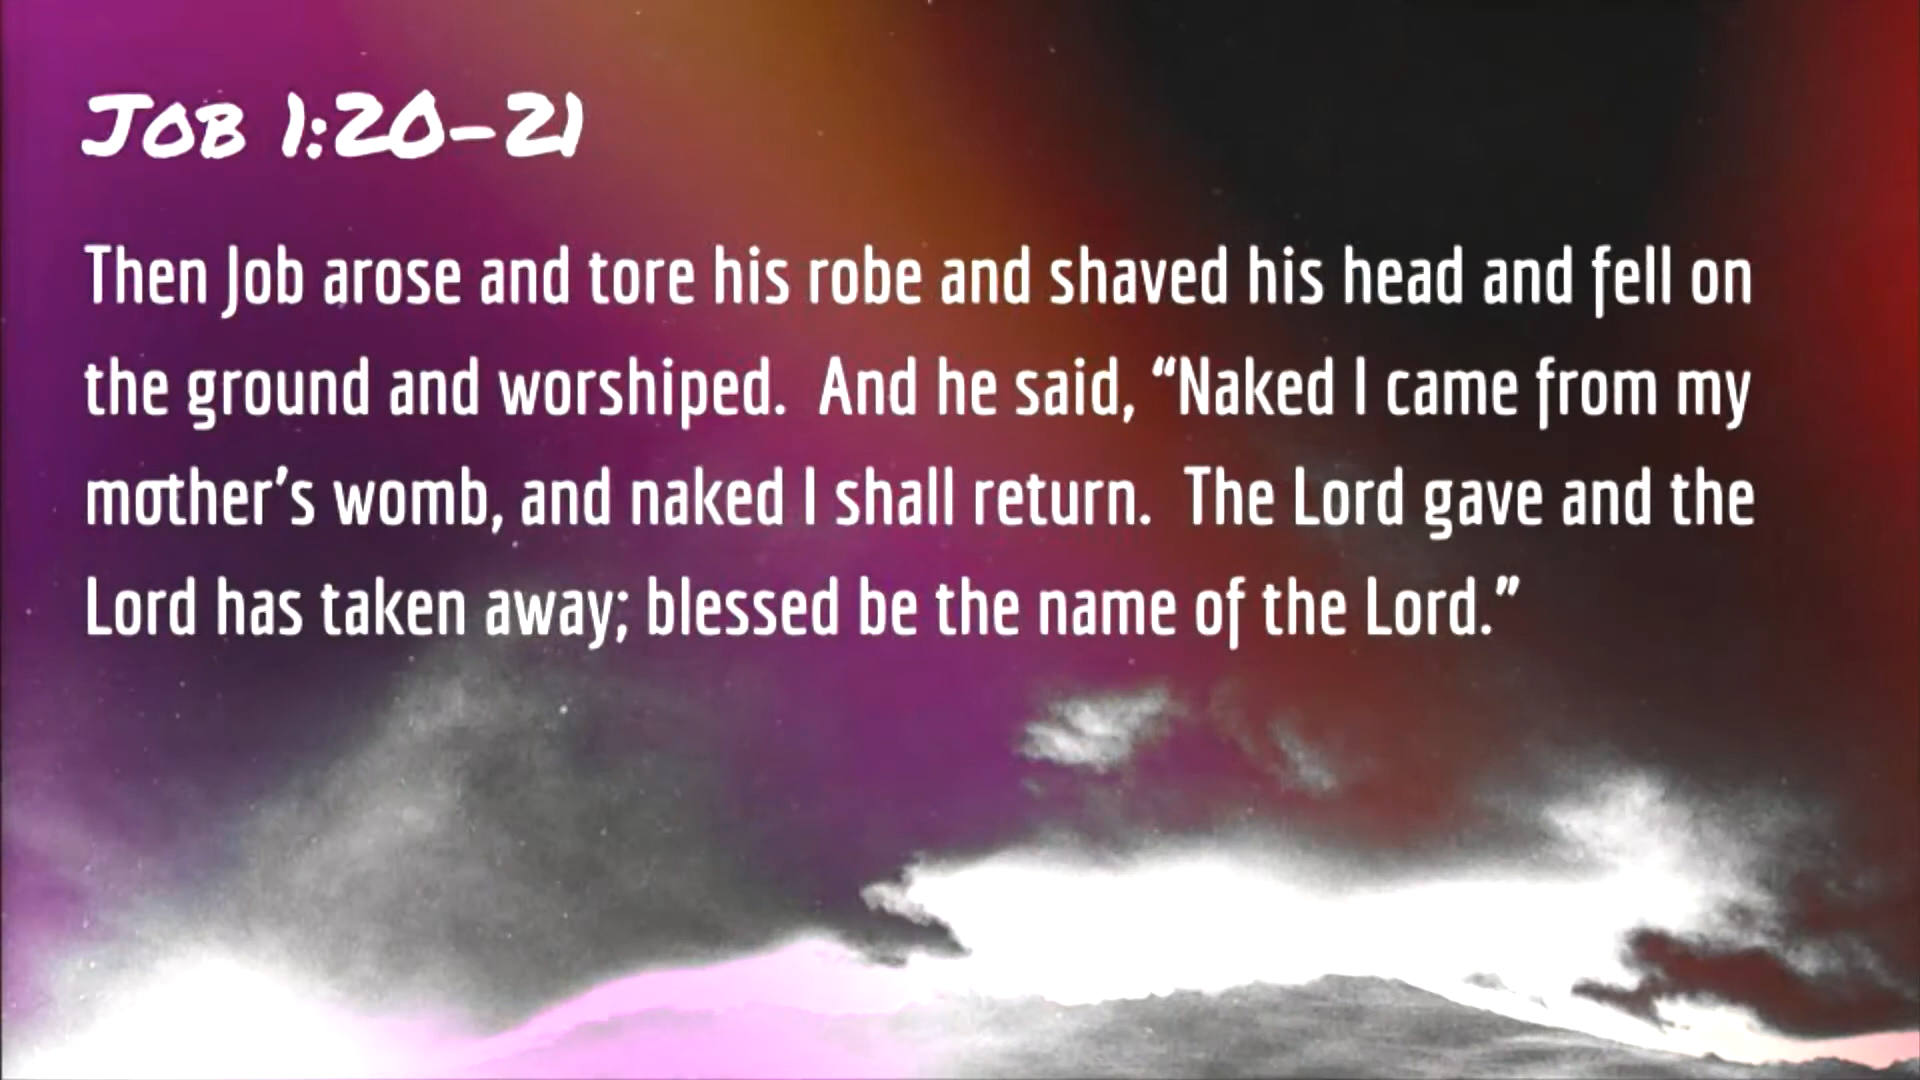 Job 1:20-21
Then Job arose and tore his robe and shaved his head and fell on
the ground and worshiped.  And he said, “Naked I came from my
mother’s womb, and naked I shall return.  The Lord gave and the
Lord has taken away; blessed be the name of the Lord.”